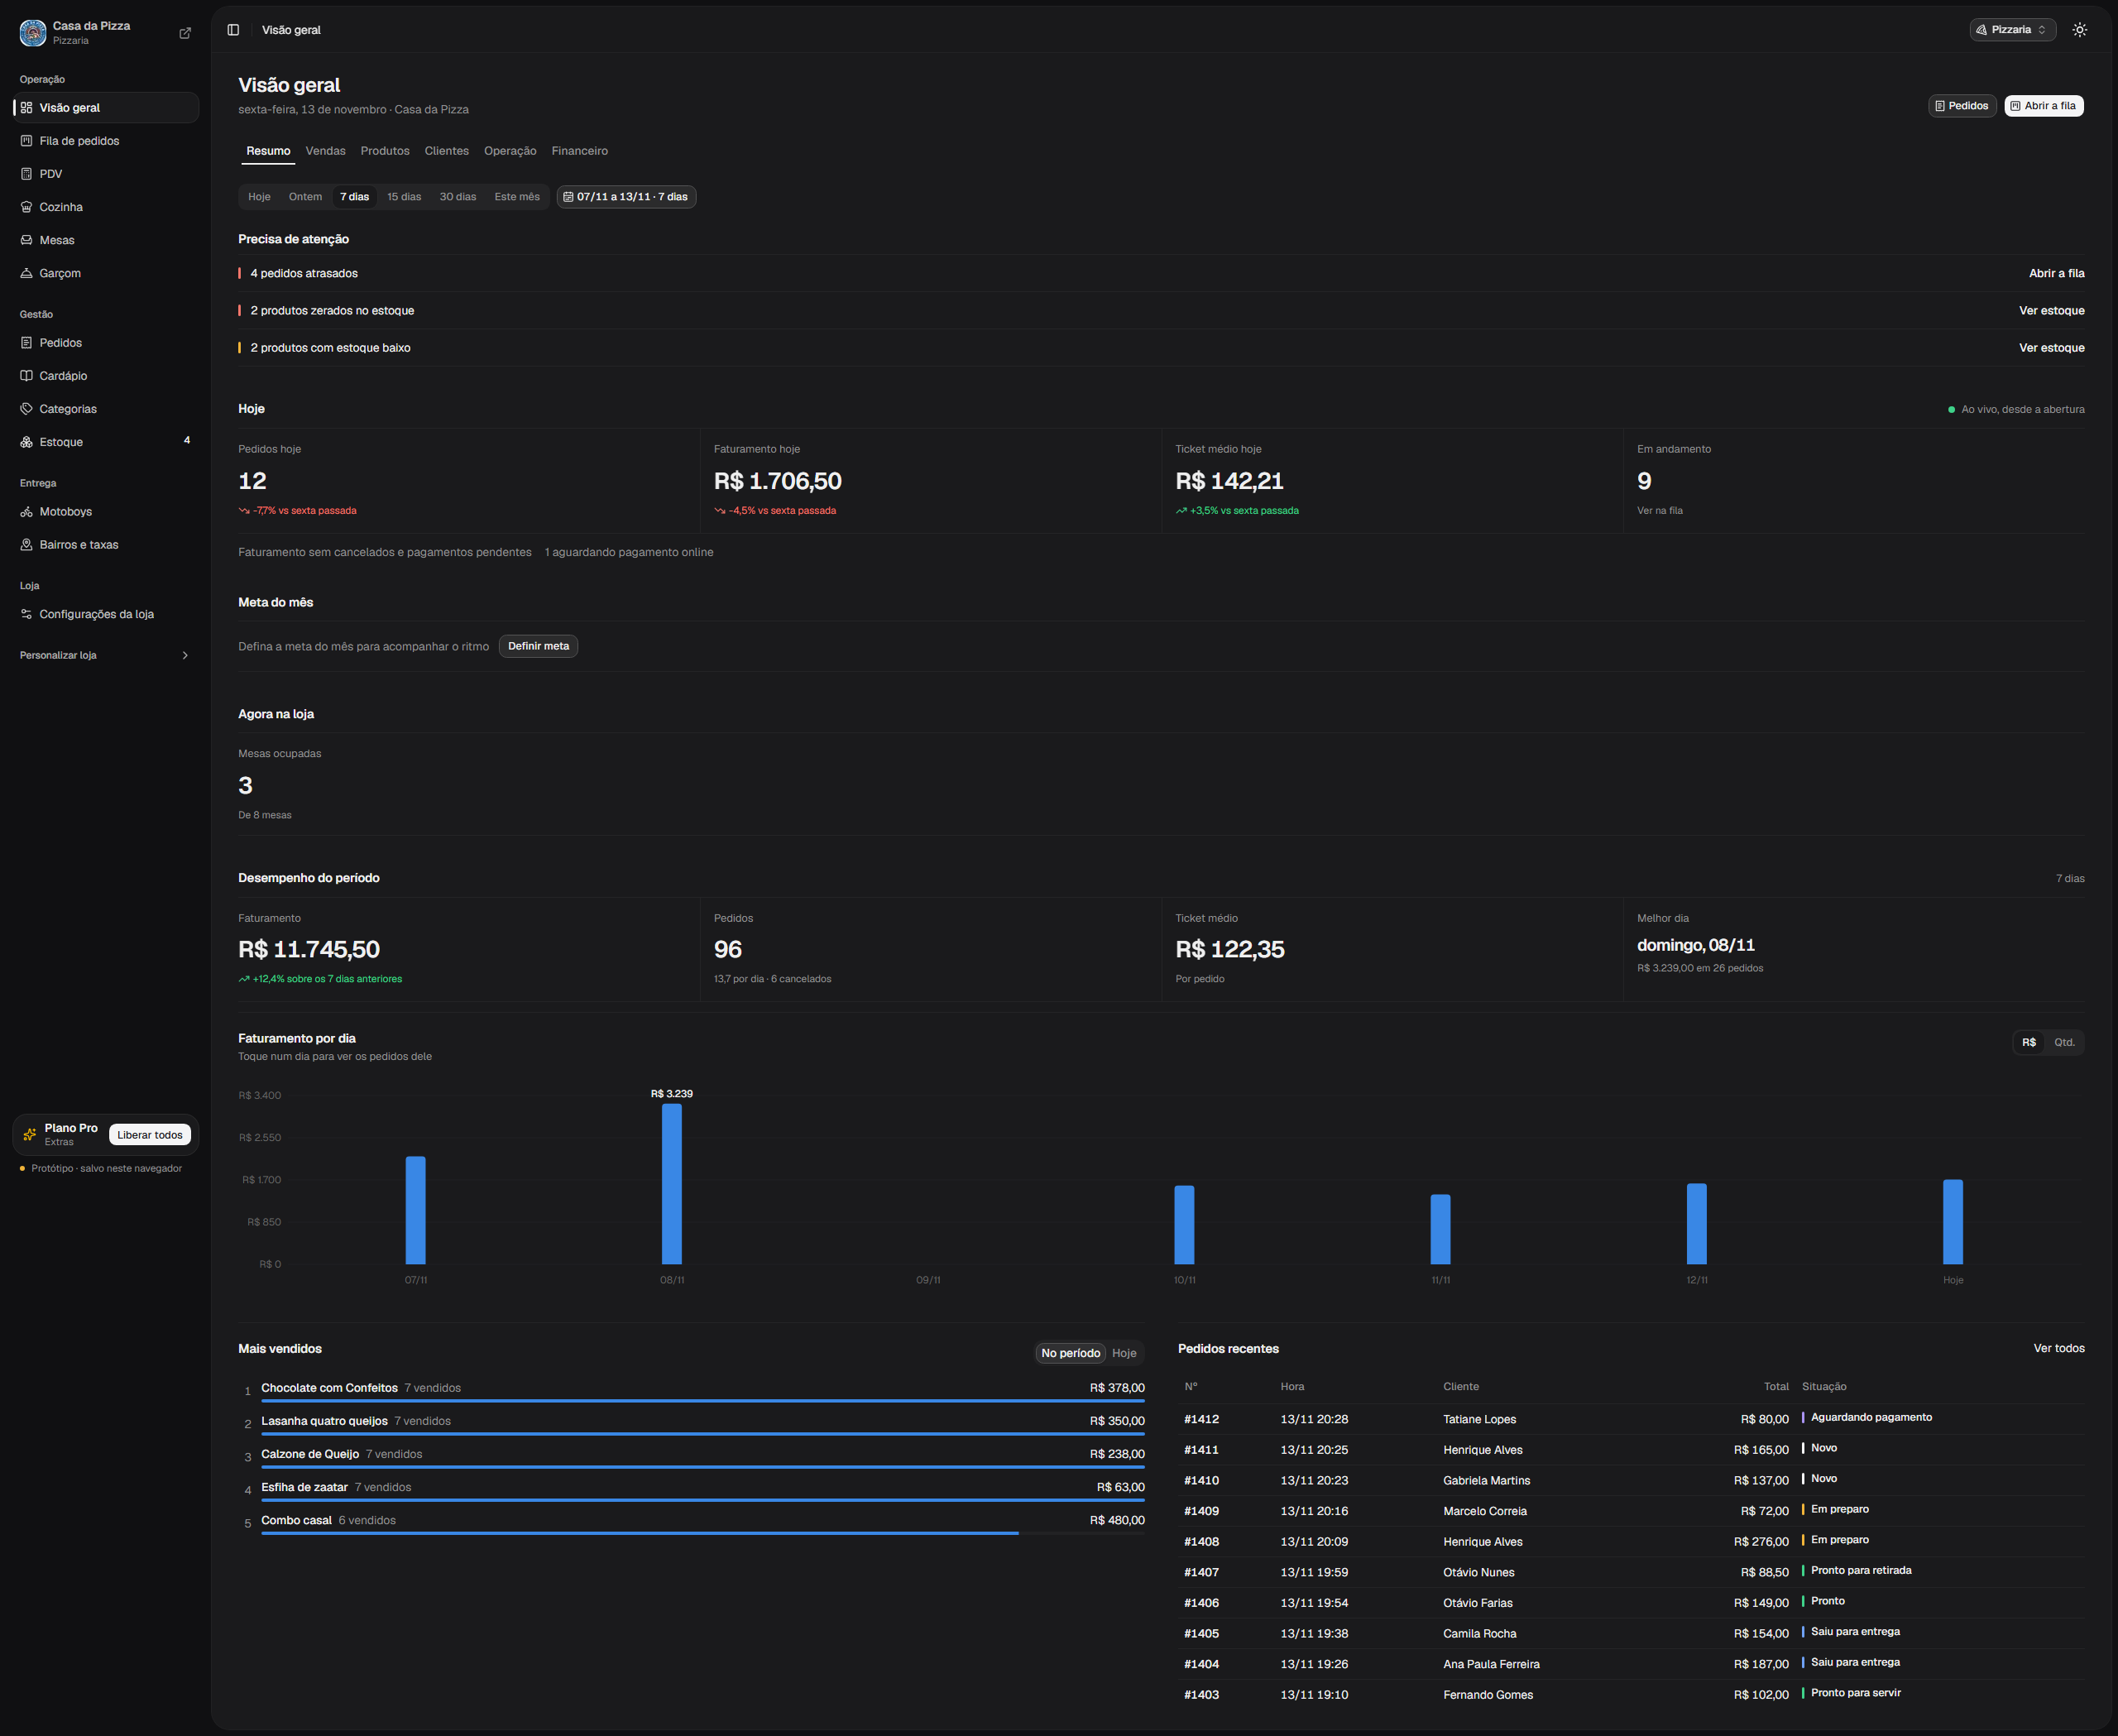 Casa da Pizza
Pizzaria
Operação
Visão geral
Fila de pedidos
PDV
Cozinha
Mesas
Garçom
Gestão
Pedidos
Cardápio
Categorias
Estoque 4
Entrega
Motoboys
Bairros e taxas
Loja
Configurações da loja
Personalizar loja
Plano Pro
Extras
Liberar todos
Protótipo · salvo neste navegador
Visão geral
Pizzaria
Visão geral
sexta-feira, 13 de novembro · Casa da Pizza
Pedidos Abrir a fila
Resumo Vendas Produtos Clientes Operação Financeiro
Hoje Ontem 7 dias 15 dias 30 dias Este mês 07/11 a 13/11 · 7 dias
Precisa de atenção
4 pedidos atrasados Abrir a fila
2 produtos zerados no estoque Ver estoque
2 produtos com estoque baixo Ver estoque
Hoje Ao vivo, desde a abertura
Pedidos hoje Faturamento hoje Ticket médio hoje Em andamento
12 R$ 1.706,50 R$ 142,21 9
-7,7% vs sexta passada -4,5% vs sexta passada +3,5% vs sexta passada Ver na fila
Faturamento sem cancelados e pagamentos pendentes 1 aguardando pagamento online
Meta do mês
Defina a meta do mês para acompanhar o ritmo Definir meta
Agora na loja
Mesas ocupadas
3
De 8 mesas
Desempenho do período 7 dias
Faturamento Pedidos Ticket médio Melhor dia
R$ 11.745,50 96 R$ 122,35 domingo, 08/11
+12,4% sobre os 7 dias anteriores 13,7 por dia · 6 cancelados Por pedido R$ 3.239,00 em 26 pedidos
Faturamento por dia
Toque num dia para ver os pedidos dele
R$ Qtd.
R$ 3.239
R$ 3.400
R$ 2.550
R$ 1.700
R$ 850
R$ 0
07/11 08/11 09/11 10/11 11/11 12/11 Hoje
Mais vendidos No período Hoje
1 Chocolate com Confeitos 7 vendidos R$ 378,00
2 Lasanha quatro queijos 7 vendidos R$ 350,00
3 Calzone de Queijo 7 vendidos R$ 238,00
4 Esfiha de zaatar 7 vendidos R$ 63,00
5 Combo casal 6 vendidos R$ 480,00
Pedidos recentes Ver todos
N° Hora Cliente Total Situação
#1412 13/11 20:28 Tatiane Lopes R$ 80,00 Aguardando pagamento
#1411 13/11 20:25 Henrique Alves R$ 165,00 Novo
#1410 13/11 20:23 Gabriela Martins R$ 137,00 Novo
#1409 13/11 20:16 Marcelo Correia R$ 72,00 Em preparo
#1408 13/11 20:09 Henrique Alves R$ 276,00 Em preparo
#1407 13/11 19:59 Otávio Nunes R$ 88,50 Pronto para retirada
#1406 13/11 19:54 Otávio Farias R$ 149,00 Pronto
#1405 13/11 19:38 Camila Rocha R$ 154,00 Saiu para entrega
#1404 13/11 19:26 Ana Paula Ferreira R$ 187,00 Saiu para entrega
#1403 13/11 19:10 Fernando Gomes R$ 102,00 Pronto para servir